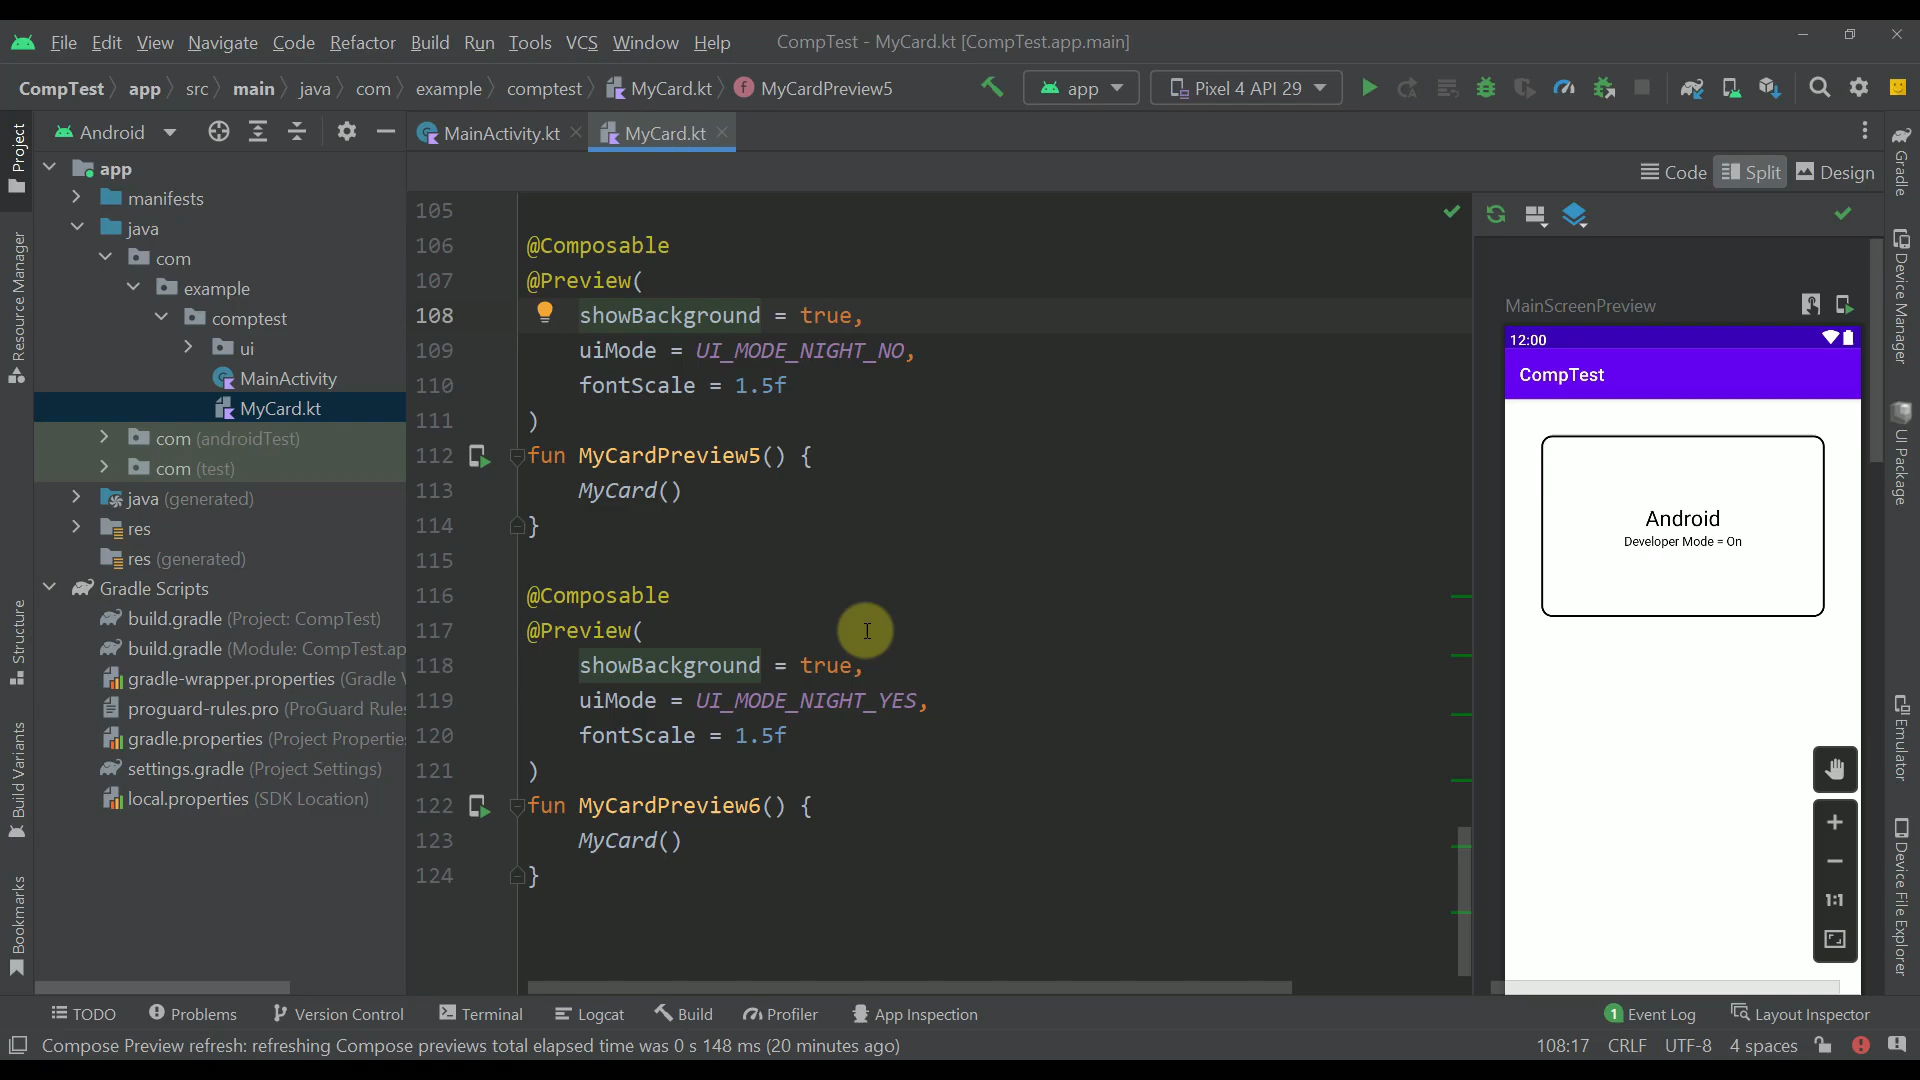 File Edit View Navigate Code Refactor Build Run Tools VCS Window Help CompTest - MyCard.kt [CompTest.app.main]
CompTest app src main java com example comptest MyCard.kt MyCardPreview5 app Pixel 4 API 29
Android MainActivity.kt MyCard.kt
Code Split Design
Project
Resource Manager
Structure
Build Variants
Bookmarks
app
manifests
java
com
example
comptest
ui
MainActivity
MyCard.kt
com (androidTest)
com (test)
java (generated)
res
res (generated)
Gradle Scripts
build.gradle (Project: CompTest)
build.gradle (Module: CompTest.ap
gradle-wrapper.properties (Gradle V
proguard-rules.pro (ProGuard Rules
gradle.properties (Project Properties
settings.gradle (Project Settings)
local.properties (SDK Location)
105
106 @Composable
107 @Preview(
108 showBackground = true,
109 uiMode = UI_MODE_NIGHT_NO,
110 fontScale = 1.5f
111 )
112 fun MyCardPreview5() {
113 MyCard()
114 }
115
116 @Composable
117 @Preview(
118 showBackground = true,
119 uiMode = UI_MODE_NIGHT_YES,
120 fontScale = 1.5f
121 )
122 fun MyCardPreview6() {
123 MyCard()
124 }
MainScreenPreview
12:00
CompTest
Android
Developer Mode = On
1:1
Gradle
Device Manager
UI Package
Emulator
Device File Explorer
TODO Problems Version Control Terminal Logcat Build Profiler App Inspection 1 Event Log Layout Inspector
Compose Preview refresh: refreshing Compose previews total elapsed time was 0 s 148 ms (20 minutes ago) 108:17 CRLF UTF-8 4 spaces